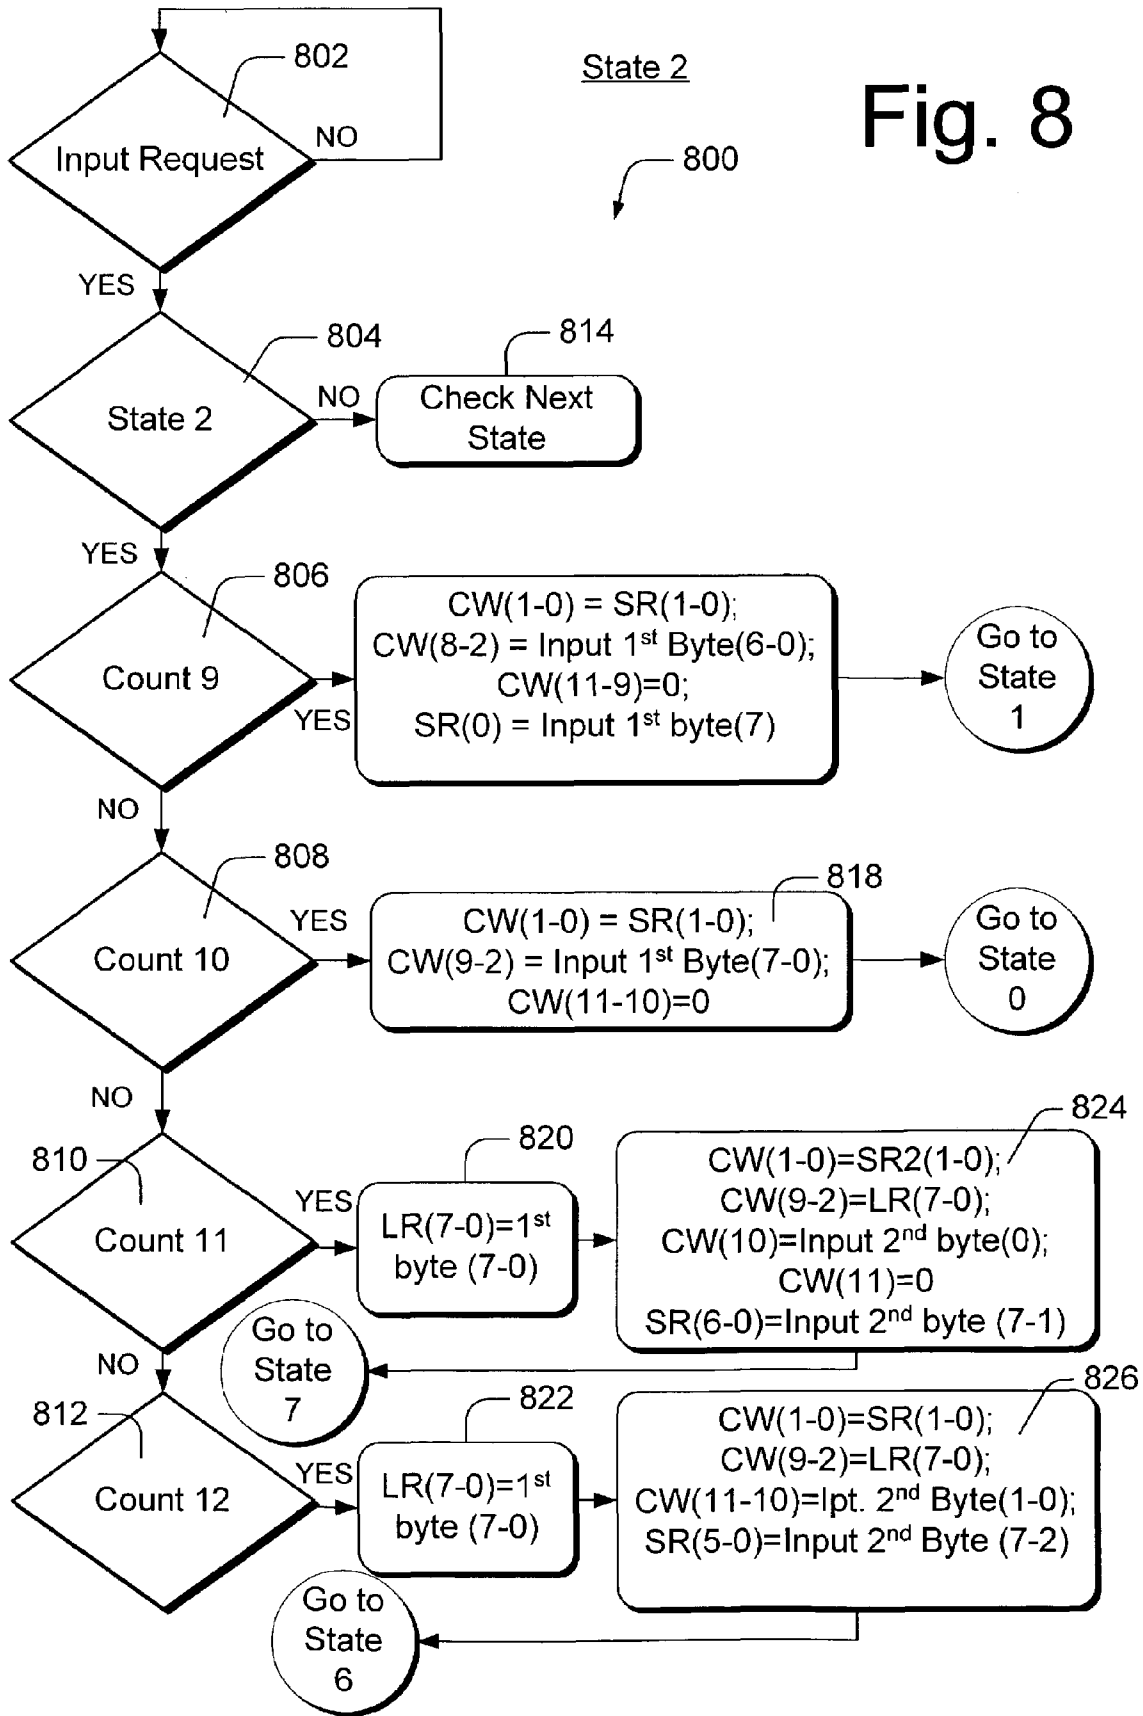 State 2
Fig. 8
800
802
Input Request
NO
YES
804
State 2
NO
814
Check Next
State
YES
806
Count 9
YES
CW(1-0) = SR(1-0);
CW(8-2) = Input 1st Byte(6-0);
CW(11-9)=0;
SR(0) = Input 1st byte(7)
Go to
State
1
NO
808
Count 10
YES
818
CW(1-0) = SR(1-0);
CW(9-2) = Input 1st Byte(7-0);
CW(11-10)=0
Go to
State
0
NO
810
Count 11
YES
820
LR(7-0)=1st
byte (7-0)
824
CW(1-0)=SR2(1-0);
CW(9-2)=LR(7-0);
CW(10)=Input 2nd byte(0);
CW(11)=0
SR(6-0)=Input 2nd byte (7-1)
Go to
State
7
NO
812
Count 12
YES
822
LR(7-0)=1st
byte (7-0)
826
CW(1-0)=SR(1-0);
CW(9-2)=LR(7-0);
CW(11-10)=Ipt. 2nd Byte(1-0);
SR(5-0)=Input 2nd Byte (7-2)
Go to
State
6